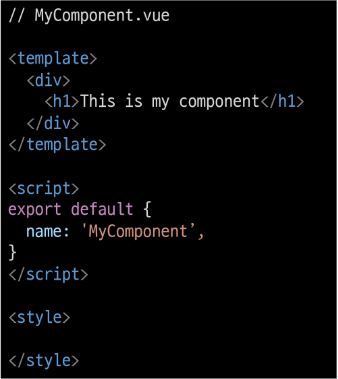 // MyComponent.vue
<template>
  <div>
    <h1>This is my component</h1>
  </div>
</template>
<script>
export default {
  name: ‘MyComponent’,
}
</script>
<style>
</style>